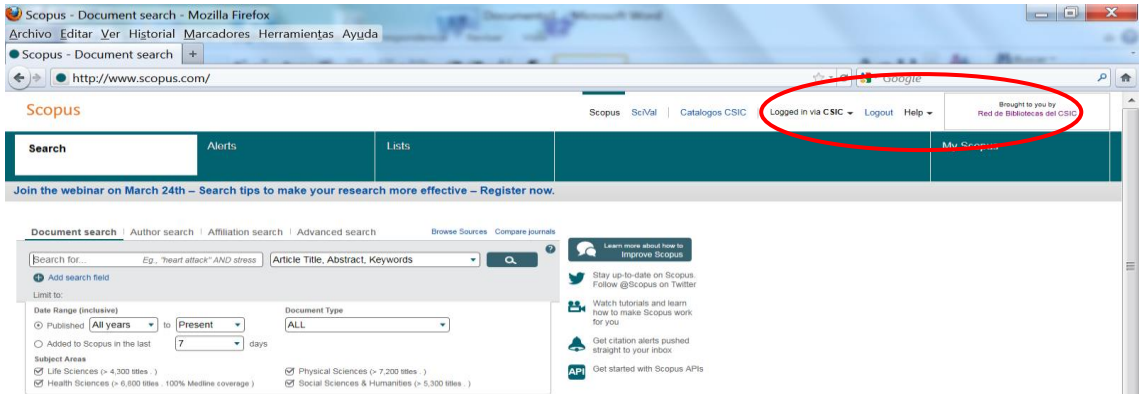 Scopus - Document search - Mozilla Firefox
Archivo Editar Ver Historial Marcadores Herramientas Ayuda
Scopus - Document search +
http://www.scopus.com/ Google
Scopus Scopus SciVal | Catalogos CSIC | Logged in via CSIC Logout Help Brought to you by
Red de Bibliotecas del CSIC
Search Alerts Lists My Scopus
Join the webinar on March 24th – Search tips to make your research more effective – Register now.
Document search | Author search | Affiliation search | Advanced search Browse Sources Compare journals
Search for... Eg., "heart attack" AND stress Article Title, Abstract, Keywords
Add search field
Limit to:
Date Range (inclusive) Document Type
Published All years to Present ALL
Added to Scopus in the last 7 days
Subject Areas
Life Sciences (> 4,300 titles . ) Physical Sciences (> 7,200 titles . )
Health Sciences (> 6,800 titles . 100% Medline coverage ) Social Sciences & Humanities (> 5,300 titles . )
Learn more about how to
Improve Scopus
Stay up-to-date on Scopus.
Follow @Scopus on Twitter
Watch tutorials and learn
how to make Scopus work
for you
Get citation alerts pushed
straight to your inbox
API Get started with Scopus APIs